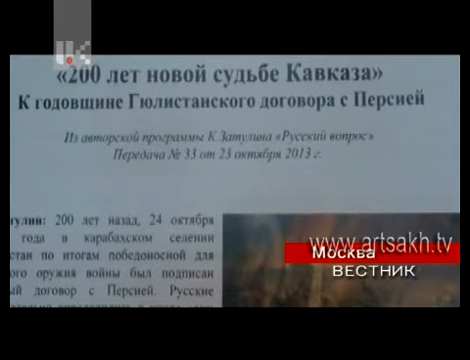 «200 лет новой судьбе Кавказа»
К годовщине Гюлистанского договора с Персией
Из авторской программы К.Затулина «Русский вопрос»
Передача № 33 от 23 октября 2013 г.
200 лет назад, 24 октября
года в карабахском селении
по итогам победоносной для
оружия войны был подписан
договор с Персией. Русские
www.artsakh.tv
Москва
ВЕСТНИК